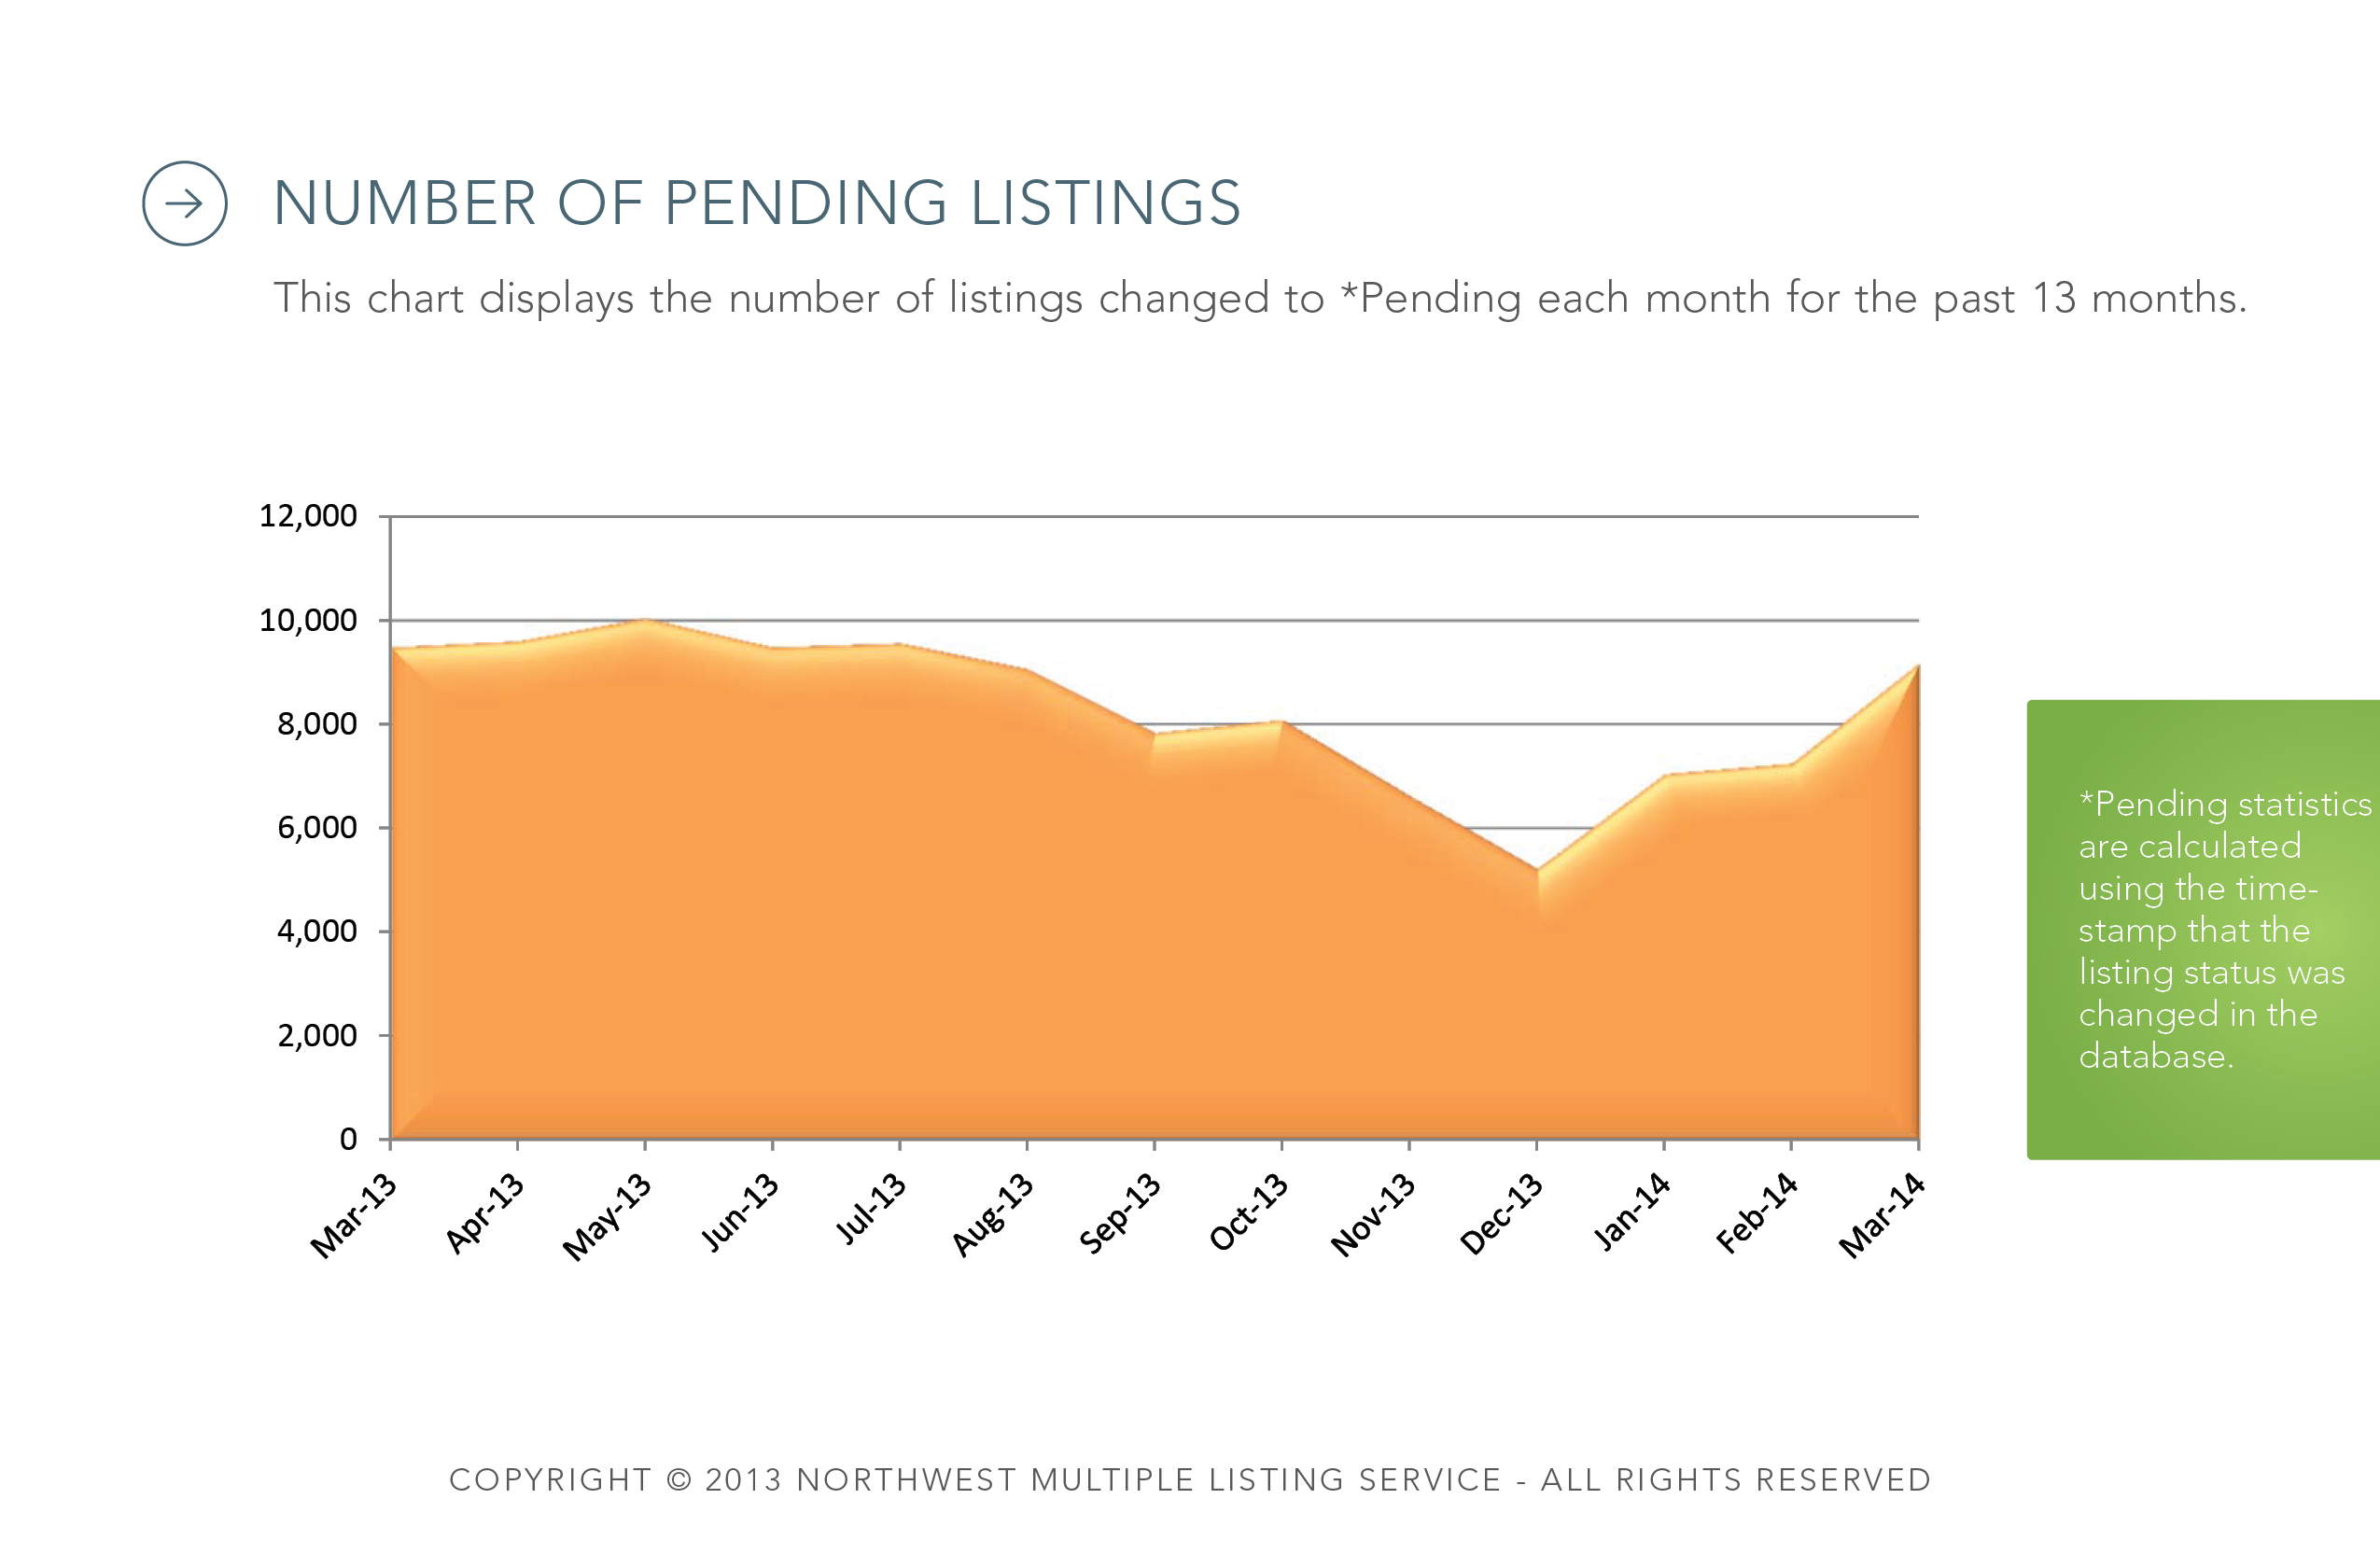 NUMBER OF PENDING LISTINGS
This chart displays the number of listings changed to *Pending each month for the past 13 months.
12,000
10,000
8,000
6,000
4,000
2,000
0
Mar-13
Apr-13
May-13
Jun-13
Jul-13
Aug-13
Sep-13
Oct-13
Nov-13
Dec-13
Jan-14
Feb-14
Mar-14
*Pending statistics
are calculated
using the time-
stamp that the
listing status was
changed in the
database.
COPYRIGHT © 2013 NORTHWEST MULTIPLE LISTING SERVICE - ALL RIGHTS RESERVED